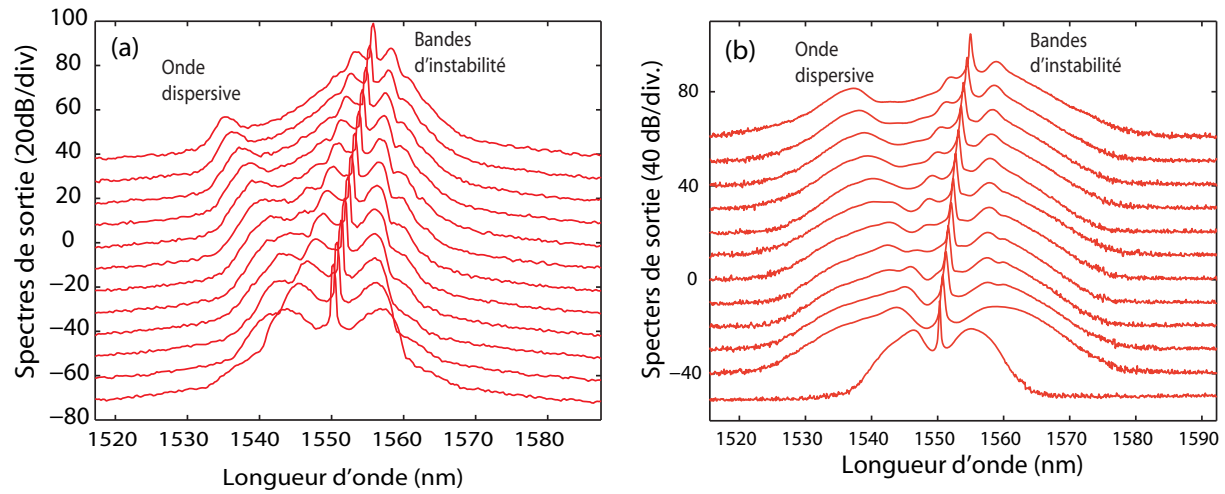 (a)
Onde
dispersive
Bandes
d'instabilité
Spectres de sortie (20dB/div)
100
80
60
40
20
0
−20
−40
−60
−80
1520 1530 1540 1550 1560 1570 1580
Longueur d'onde (nm)
(b)
Onde
dispersive
Bandes
d'instabilité
Specters de sortie (40 dB/div.)
80
40
0
−40
1520 1530 1540 1550 1560 1570 1580 1590
Longueur d'onde (nm)